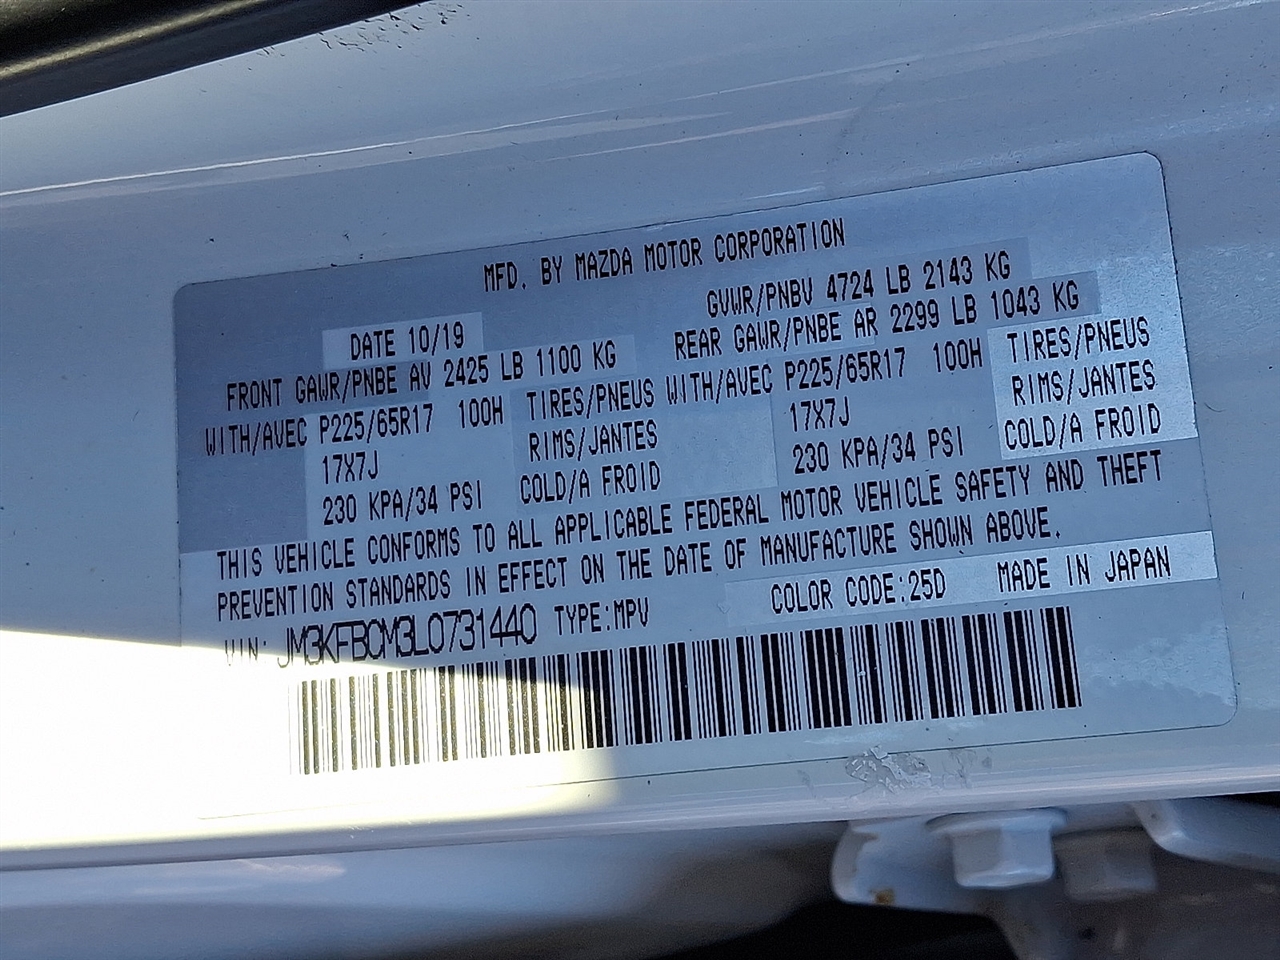 MFD. BY MAZDA MOTOR CORPORATION
DATE 10/19 GVWR/PNBV 4724 LB 2143 KG
FRONT GAWR/PNBE AV 2425 LB 1100 KG REAR GAWR/PNBE AR 2299 LB 1043 KG
WITH/AVEC P225/65R17 100H TIRES/PNEUS WITH/AVEC P225/65R17 100H TIRES/PNEUS
17X7J RIMS/JANTES 17X7J RIMS/JANTES
230 KPA/34 PSI COLD/A FROID 230 KPA/34 PSI COLD/A FROID
THIS VEHICLE CONFORMS TO ALL APPLICABLE FEDERAL MOTOR VEHICLE SAFETY AND THEFT
PREVENTION STANDARDS IN EFFECT ON THE DATE OF MANUFACTURE SHOWN ABOVE.
VIN: JM3KFBCM3L0731440 TYPE:MPV COLOR CODE:25D MADE IN JAPAN